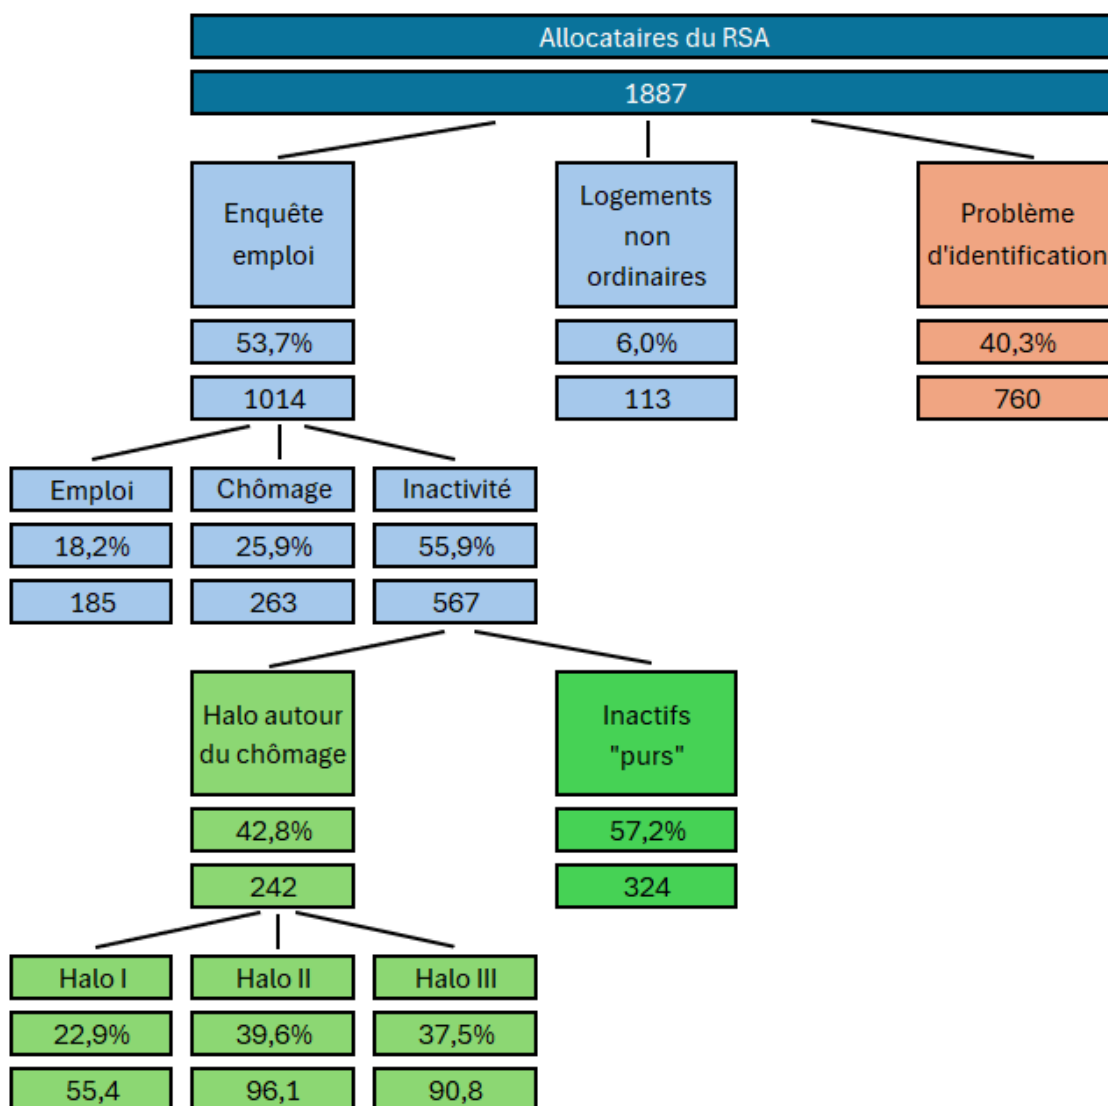 Allocataires du RSA
1887
Enquête
emploi
Logements
non
ordinaires
Problème
d'identification
53,7%
6,0%
40,3%
1014
113
760
Emploi
Chômage
Inactivité
18,2%
25,9%
55,9%
185
263
567
Halo autour
du chômage
Inactifs
"purs"
42,8%
57,2%
242
324
Halo I
Halo II
Halo III
22,9%
39,6%
37,5%
55,4
96,1
90,8